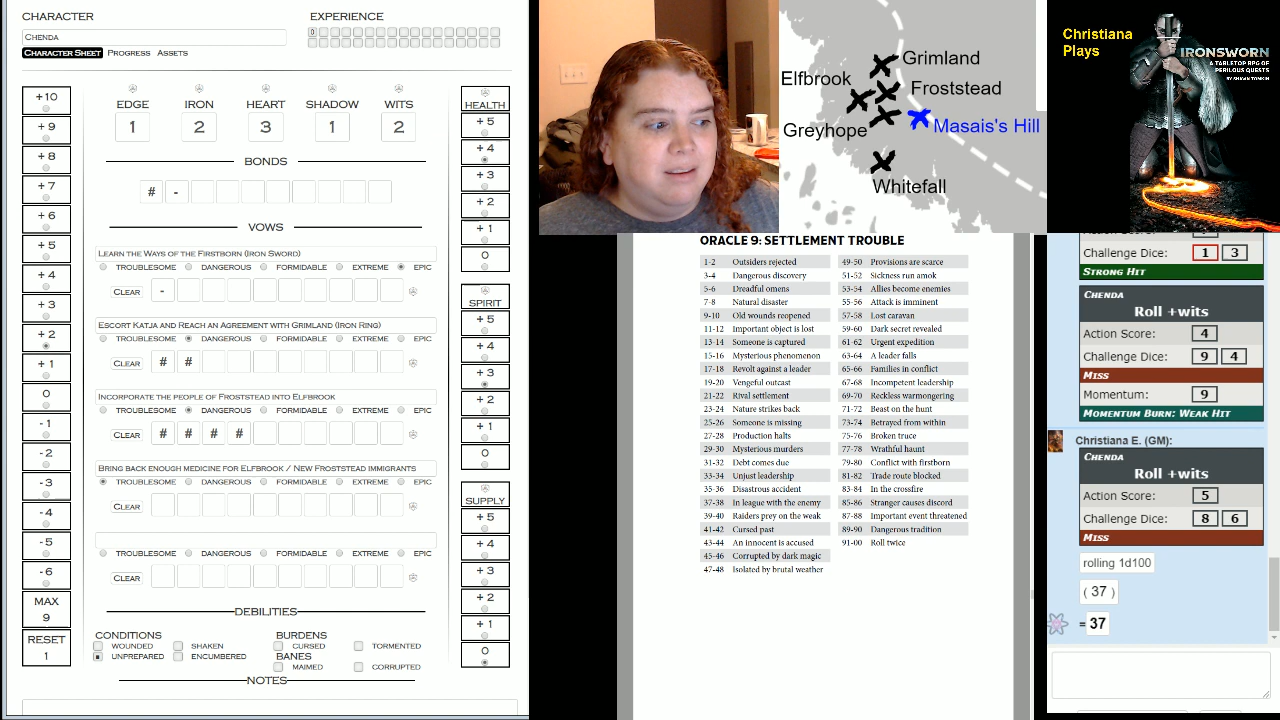 CHARACTER
EXPERIENCE
CHENDA
0
CHARACTER SHEET PROGRESS ASSETS
EDGE IRON HEART SHADOW WITS
1 2 3 1 2
BONDS
# -
VOWS
LEARN THE WAYS OF THE FIRSTBORN (IRON SWORD)
TROUBLESOME DANGEROUS FORMIDABLE EXTREME EPIC
CLEAR -
ESCORT KATJA AND REACH AN AGREEMENT WITH GRIMLAND (IRON RING)
TROUBLESOME DANGEROUS FORMIDABLE EXTREME EPIC
CLEAR # #
INCORPORATE THE PEOPLE OF FROSTSTEAD INTO ELFBROOK
TROUBLESOME DANGEROUS FORMIDABLE EXTREME EPIC
CLEAR # # # #
BRING BACK ENOUGH MEDICINE FOR ELFBROOK / NEW FROSTSTEAD IMMIGRANTS
TROUBLESOME DANGEROUS FORMIDABLE EXTREME EPIC
CLEAR
TROUBLESOME DANGEROUS FORMIDABLE EXTREME EPIC
CLEAR
DEBILITIES
CONDITIONS
WOUNDED SHAKEN
UNPREPARED ENCUMBERED
BURDENS
CURSED TORMENTED
BANES
MAIMED CORRUPTED
NOTES
+10
+9
+8
+7
+6
+5
+4
+3
+2
+1
0
-1
-2
-3
-4
-5
-6
MAX
9
RESET
1
HEALTH
+5
+4
+3
+2
+1
0
SPIRIT
+5
+4
+3
+2
+1
0
SUPPLY
+5
+4
+3
+2
+1
0
Grimland
Elfbrook
Froststead
Greyhope
Masais's Hill
Whitefall
Christiana
Plays
IRONSWORN
A TABLETOP RPG OF
PERILOUS QUESTS
BY SHAWN TOMKIN
ORACLE 9: SETTLEMENT TROUBLE
1-2 Outsiders rejected
3-4 Dangerous discovery
5-6 Dreadful omens
7-8 Natural disaster
9-10 Old wounds reopened
11-12 Important object is lost
13-14 Someone is captured
15-16 Mysterious phenomenon
17-18 Revolt against a leader
19-20 Vengeful outcast
21-22 Rival settlement
23-24 Nature strikes back
25-26 Someone is missing
27-28 Production halts
29-30 Mysterious murders
31-32 Debt comes due
33-34 Unjust leadership
35-36 Disastrous accident
37-38 In league with the enemy
39-40 Raiders prey on the weak
41-42 Cursed past
43-44 An innocent is accused
45-46 Corrupted by dark magic
47-48 Isolated by brutal weather
49-50 Provisions are scarce
51-52 Sickness run amok
53-54 Allies become enemies
55-56 Attack is imminent
57-58 Lost caravan
59-60 Dark secret revealed
61-62 Urgent expedition
63-64 A leader falls
65-66 Families in conflict
67-68 Incompetent leadership
69-70 Reckless warmongering
71-72 Beast on the hunt
73-74 Betrayed from within
75-76 Broken truce
77-78 Wrathful haunt
79-80 Conflict with firstborn
81-82 Trade route blocked
83-84 In the crossfire
85-86 Stranger causes discord
87-88 Important event threatened
89-90 Dangerous tradition
91-00 Roll twice
Challenge Dice: 1 3
STRONG HIT
CHENDA
Roll +wits
Action Score: 4
Challenge Dice: 9 4
MISS
Momentum: 9
MOMENTUM BURN: WEAK HIT
Christiana E. (GM):
CHENDA
Roll +wits
Action Score: 5
Challenge Dice: 8 6
MISS
rolling 1d100
( 37 )
=37